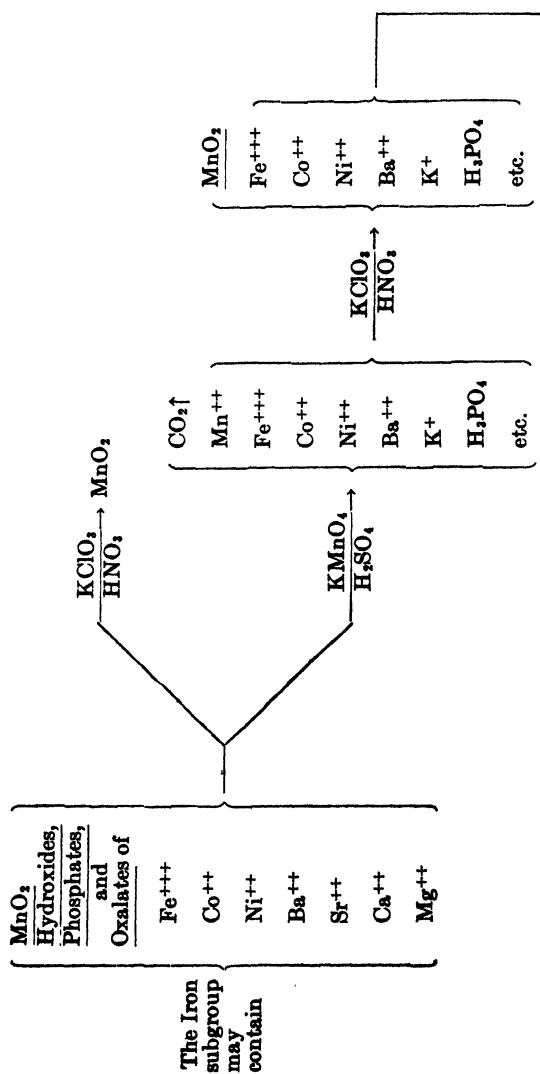 The Iron
subgroup
may
contain
MnO₂
Hydroxides,
Phosphates,
and
Oxalates of
Fe⁺⁺⁺
Co⁺⁺
Ni⁺⁺
Ba⁺⁺
Sr⁺⁺
Ca⁺⁺
Mg⁺⁺
KClO₃
HNO₃
MnO₂
KMnO₄
H₂SO₄
CO₂↑
Mn⁺⁺
Fe⁺⁺⁺
Co⁺⁺
Ni⁺⁺
Ba⁺⁺
K⁺
H₃PO₄
etc.
KClO₃
HNO₃
MnO₂
Fe⁺⁺⁺
Co⁺⁺
Ni⁺⁺
Ba⁺⁺
K⁺
H₃PO₄
etc.